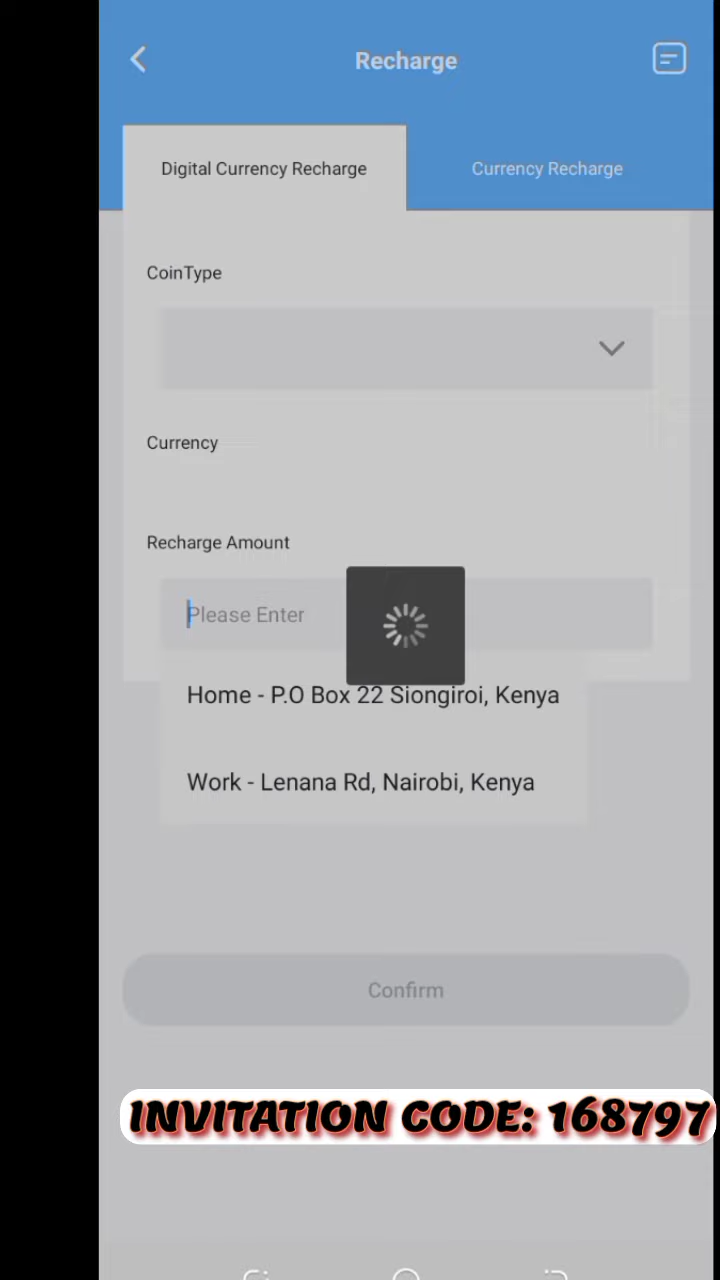 Recharge
Digital Currency Recharge
Currency Recharge
CoinType
Currency
Recharge Amount
Please Enter
Home - P.O Box 22 Siongiroi, Kenya
Work - Lenana Rd, Nairobi, Kenya
Confirm
INVITATION CODE: 168797